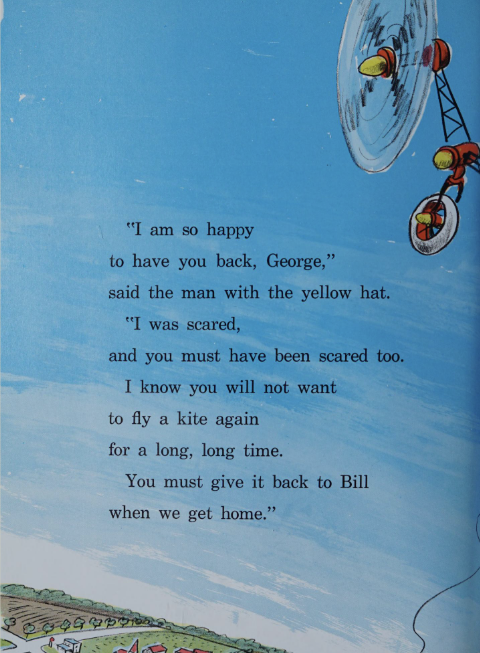 "I am so happy
to have you back, George,"
said the man with the yellow hat.
"I was scared,
and you must have been scared too.
I know you will not want
to fly a kite again
for a long, long time.
You must give it back to Bill
when we get home."